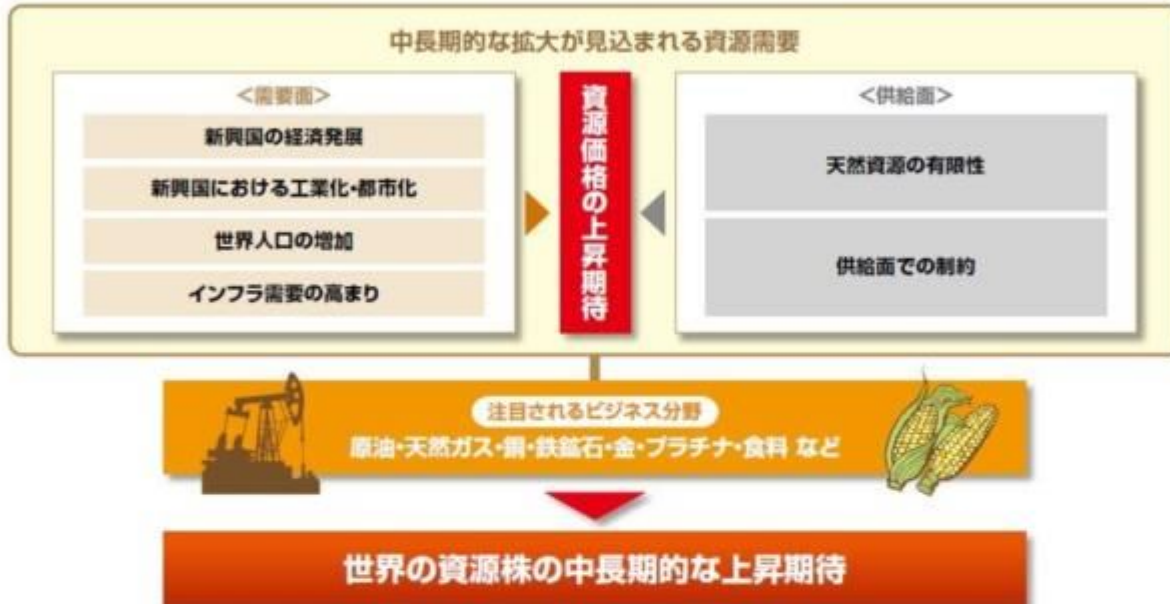 中長期的な拡大が見込まれる資源需要
<需要面>
新興国の経済発展
新興国における工業化・都市化
世界人口の増加
インフラ需要の高まり
資源価格の上昇期待
<供給面>
天然資源の有限性
供給面での制約
注目されるビジネス分野
原油・天然ガス・銅・鉄鉱石・金・プラチナ・食料 など
世界の資源株の中長期的な上昇期待